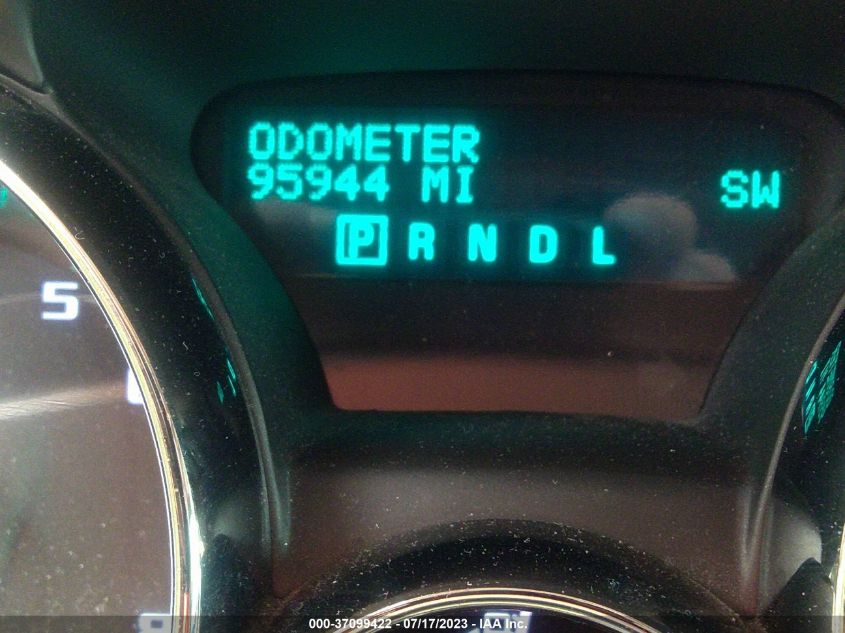 ODOMETER
95944 MI SW
P R N D L
5
000-37099422 - 07/17/2023 - IAA Inc.